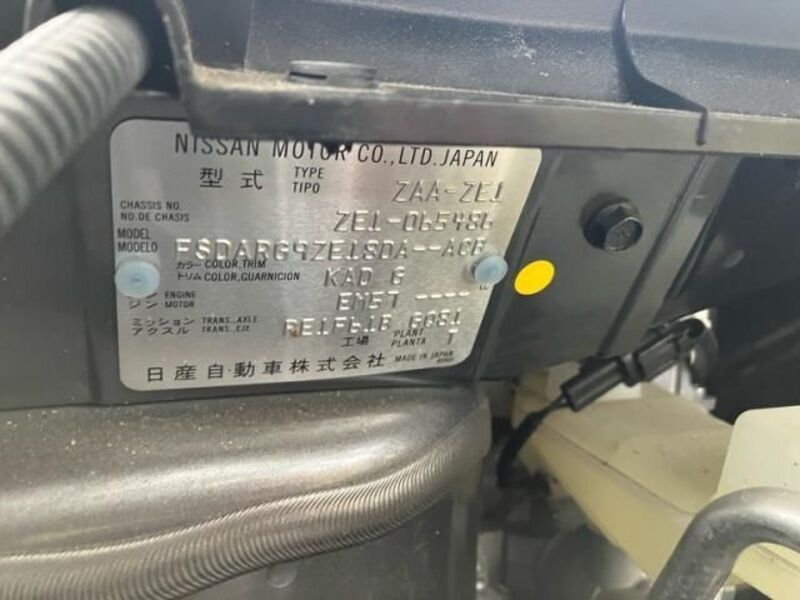 NISSAN MOTOR CO., LTD. JAPAN
型式 TYPE TIPO ZAA-ZE1
CHASSIS NO. NO. DE CHASIS ZE1-065486
MODEL MODELO FSDARG9ZE18DA--ACB
カラー トリム COLOR, TRIM COLOR, GUARNICION KAD G
ジン ENGINE MOTOR EM57 ----
ミッション アクスル TRANS., AXLE TRANS., EJE RE1F61B GQ81
工場 PLANT PLANTA 1
日産自動車株式会社 MADE IN JAPAN